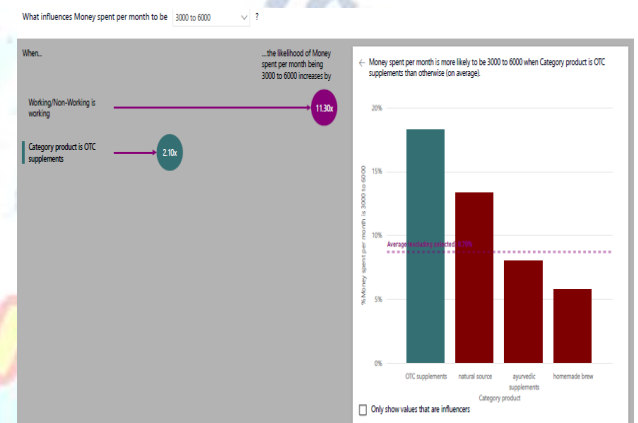 What influences Money spent per month to be 3000 to 6000 ?
When...
...the likelihood of Money
spent per month being
3000 to 6000 increases by
Working/Non-Working is
working
11.30x
Category product is OTC
supplements
2.10x
← Money spent per month is more likely to be 3000 to 6000 when Category product is OTC
supplements than otherwise (on average).
%Money spent per month is 3000 to 6000
20%
15%
10%
5%
0%
Average (excluding selected):
OTC supplements
natural source
ayurvedic
supplements
homemade brew
Category product
Only show values that are influencers